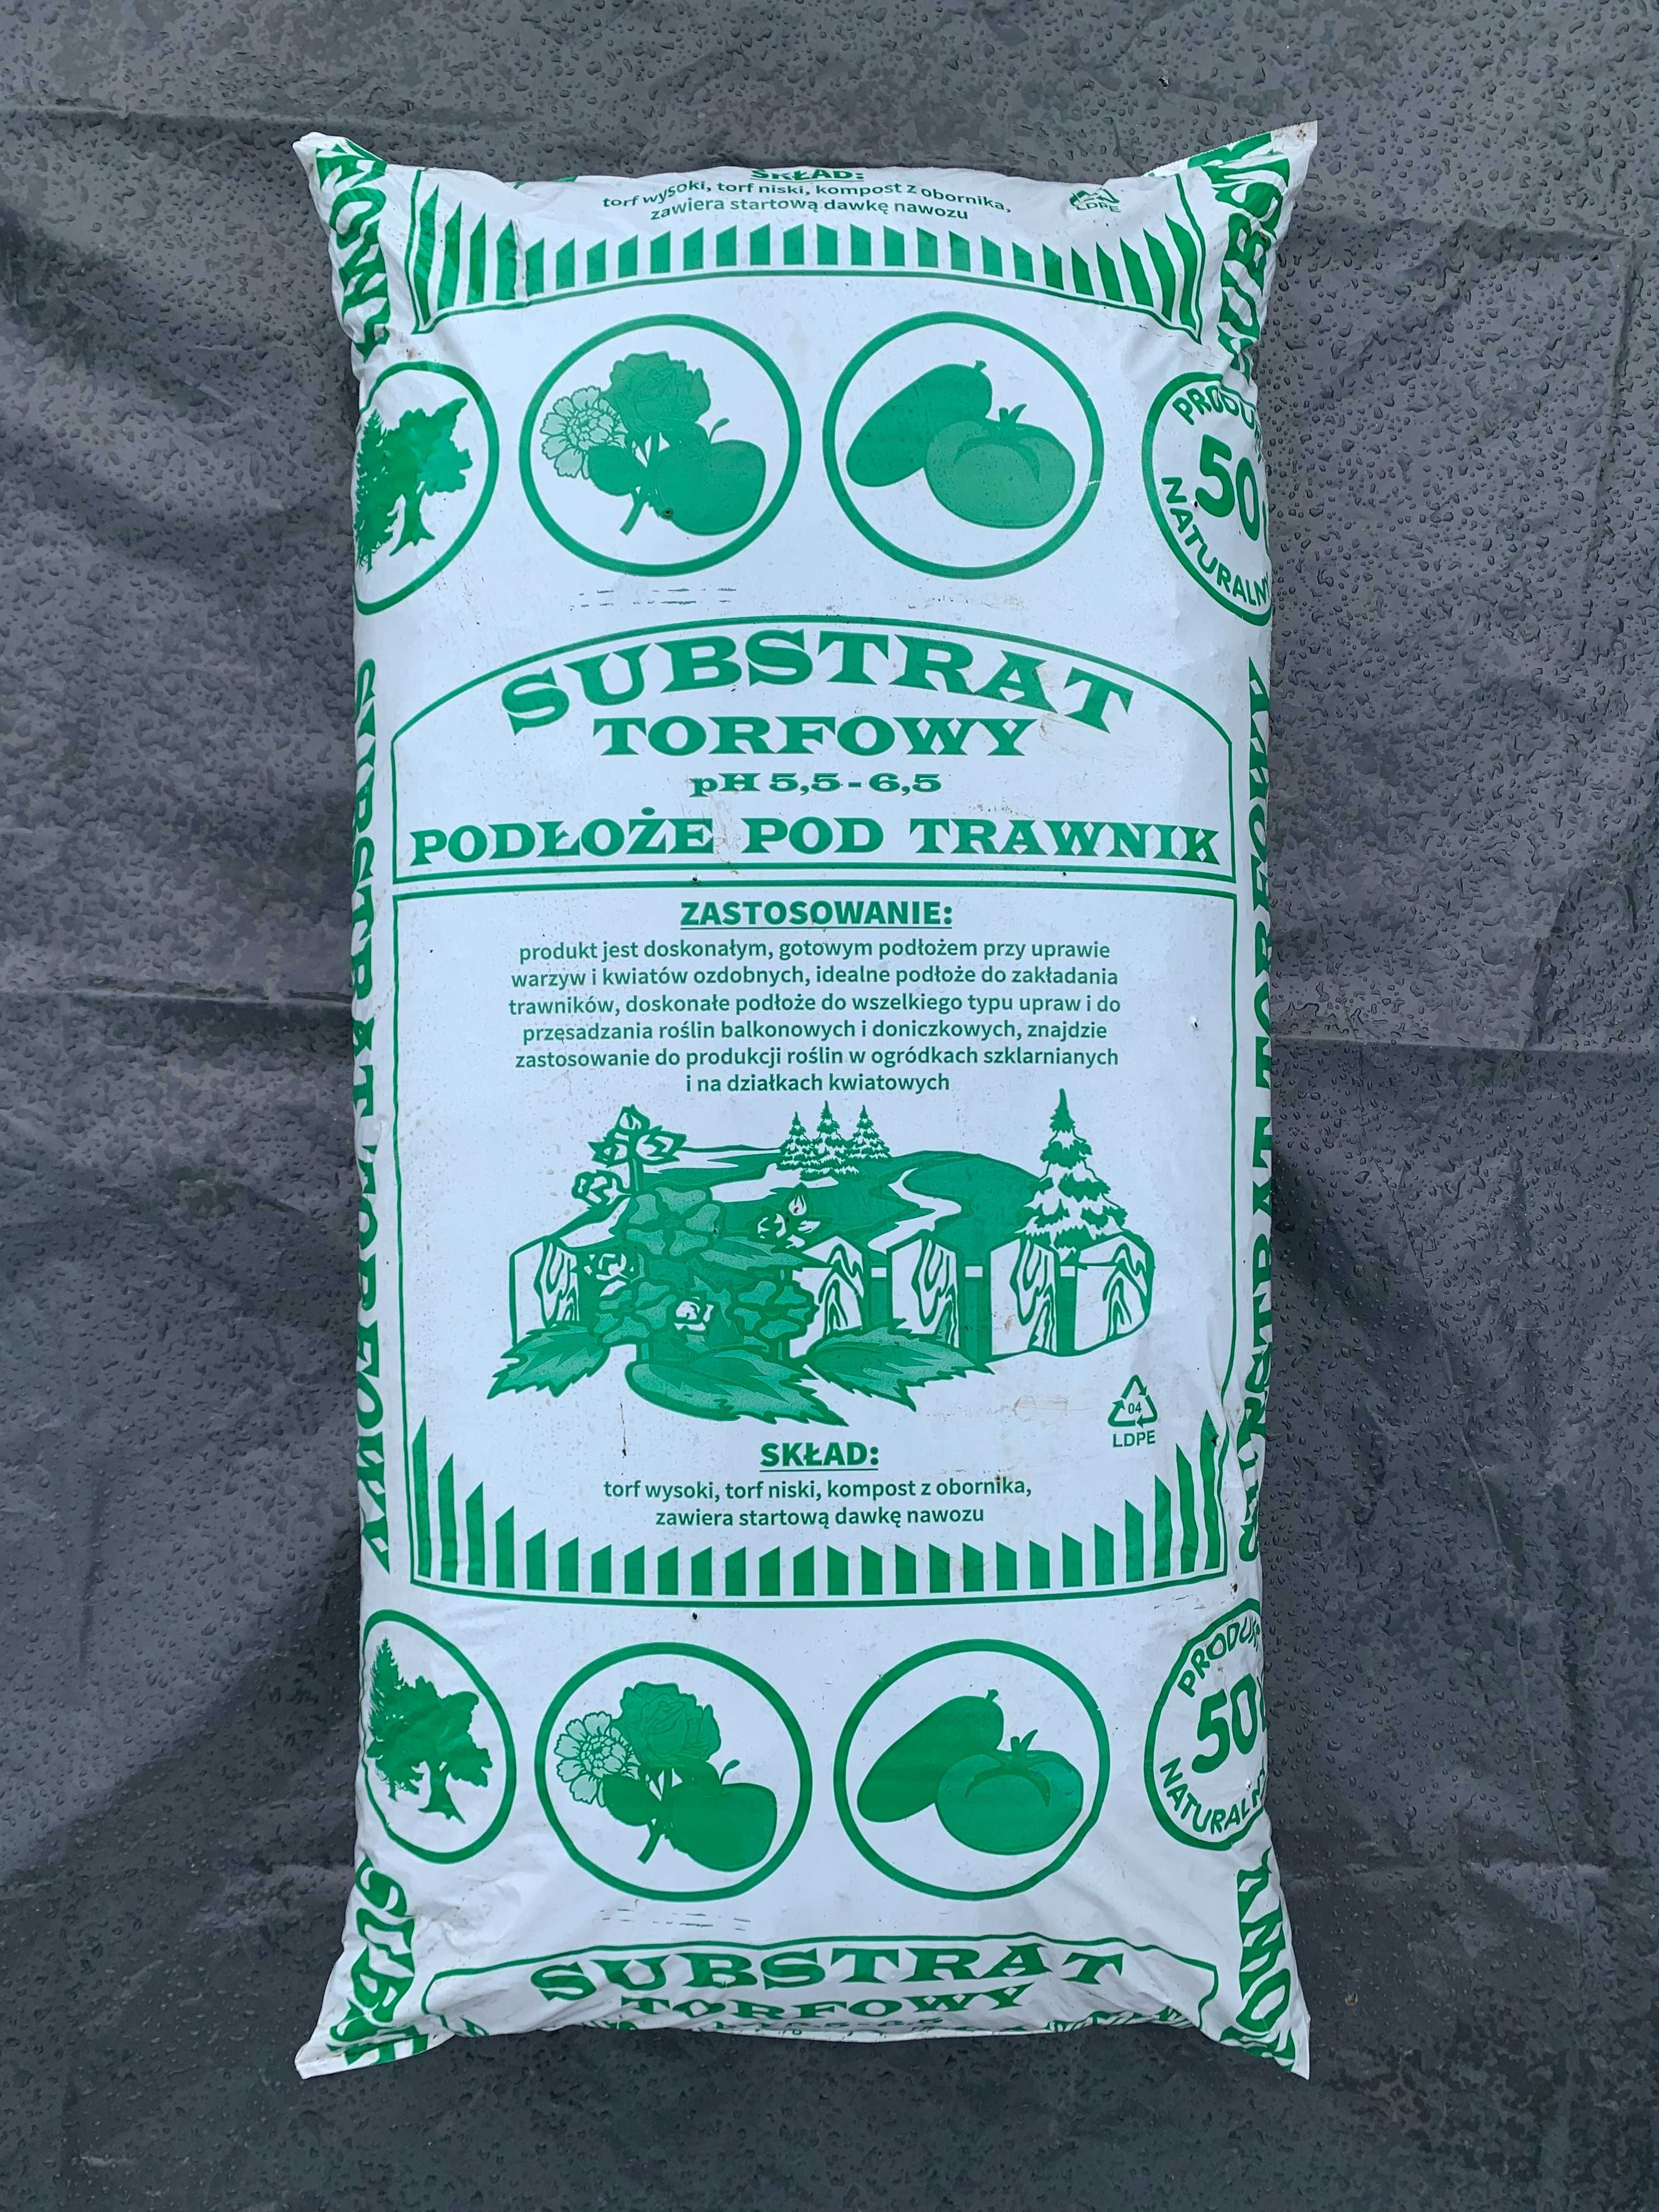 SKŁAD:
torf wysoki, torf niski, kompost z obornika,
zawiera startową dawkę nawozu
LDPE
50
NATURALNY
SUBSTRAT
TORFOWY
pH 5,5-6,5
PODŁOŻE POD TRAWNIK
ZASTOSOWANIE:
produkt jest doskonałym, gotowym podłożem przy uprawie
warzyw i kwiatów ozdobnych, idealne podłoże do zakładania
trawników, doskonałe podłoże do wszelkiego typu upraw i do
przesadzania roślin balkonowych i doniczkowych, znajdzie
zastosowanie do produkcji roślin w ogródkach szklarnianych
i na działkach kwiatowych
04
LDPE
SKŁAD:
torf wysoki, torf niski, kompost z obornika,
zawiera startową dawkę nawozu
SUBSTRAT TORFOWY
SUBSTRAT TORFOWY
PRODUKT
50L
NATURALNY
SUBSTRAT
TORFOWY